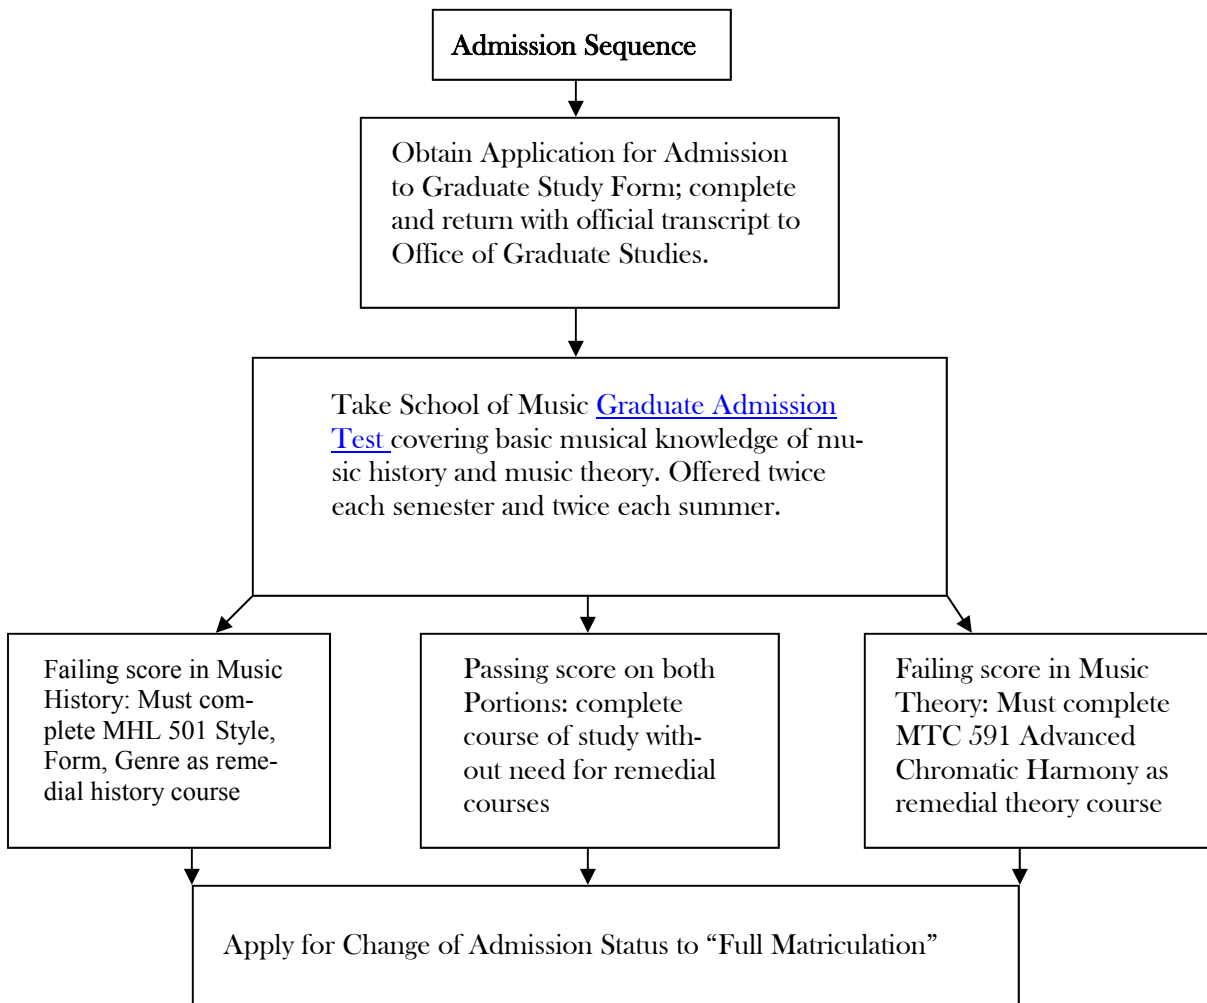 Admission Sequence
Obtain Application for Admission
to Graduate Study Form; complete
and return with official transcript to
Office of Graduate Studies.
Take School of Music Graduate Admission
Test covering basic musical knowledge of mu-
sic history and music theory. Offered twice
each semester and twice each summer.
Failing score in Music
History: Must com-
plete MHL 501 Style,
Form, Genre as reme-
dial history course
Passing score on both
Portions: complete
course of study with-
out need for remedial
courses
Failing score in Music
Theory: Must complete
MTC 591 Advanced
Chromatic Harmony as
remedial theory course
Apply for Change of Admission Status to “Full Matriculation”